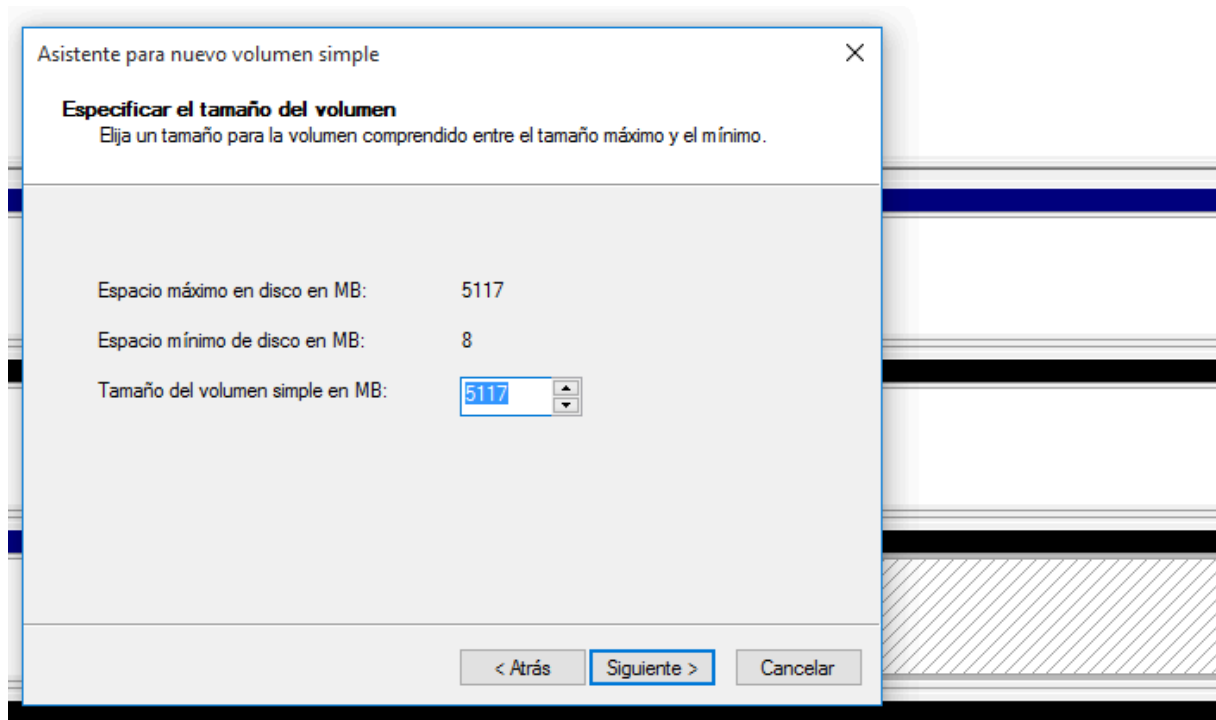 Asistente para nuevo volumen simple
Especificar el tamaño del volumen
Elija un tamaño para la volumen comprendido entre el tamaño máximo y el mínimo.
Espacio máximo en disco en MB: 5117
Espacio mínimo de disco en MB: 8
Tamaño del volumen simple en MB: 5117
< Atrás Siguiente > Cancelar